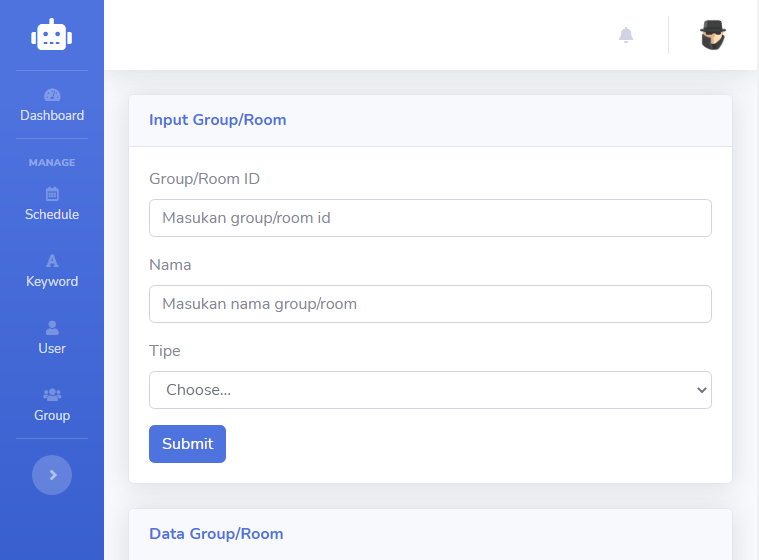 Dashboard
MANAGE
Schedule
Keyword
User
Group
Input Group/Room
Group/Room ID
Masukan group/room id
Nama
Masukan nama group/room
Tipe
Choose...
Submit
Data Group/Room